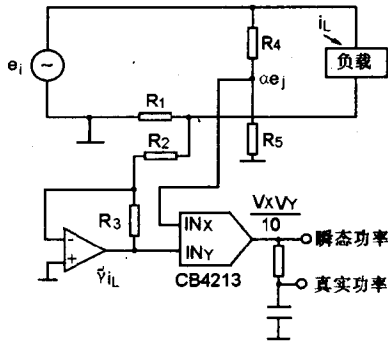 iL
R4
负载
ei
~
αej
R1
R2
R5
R3
INX
INY
VXVY
10
瞬态功率
-
+
γiL
CB4213
真实功率